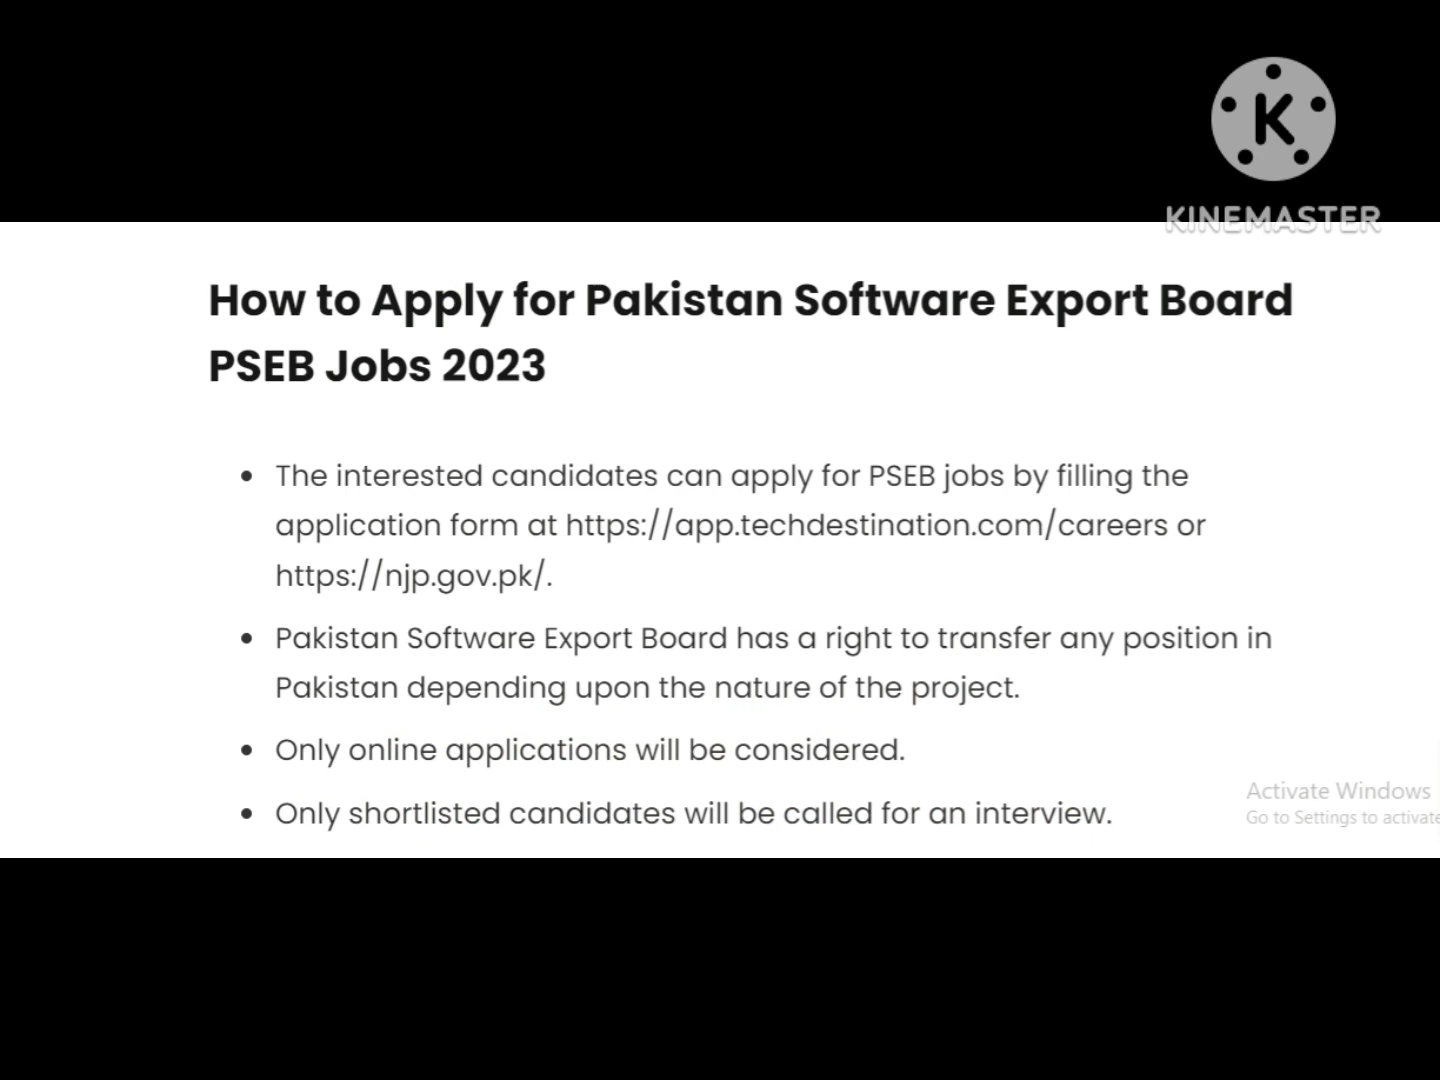 K
KINEMASTER
How to Apply for Pakistan Software Export Board
PSEB Jobs 2023
• The interested candidates can apply for PSEB jobs by filling the
application form at https://app.techdestination.com/careers or
https://njp.gov.pk/.
• Pakistan Software Export Board has a right to transfer any position in
Pakistan depending upon the nature of the project.
• Only online applications will be considered.
• Only shortlisted candidates will be called for an interview.
Activate Windows
Go to Settings to activate